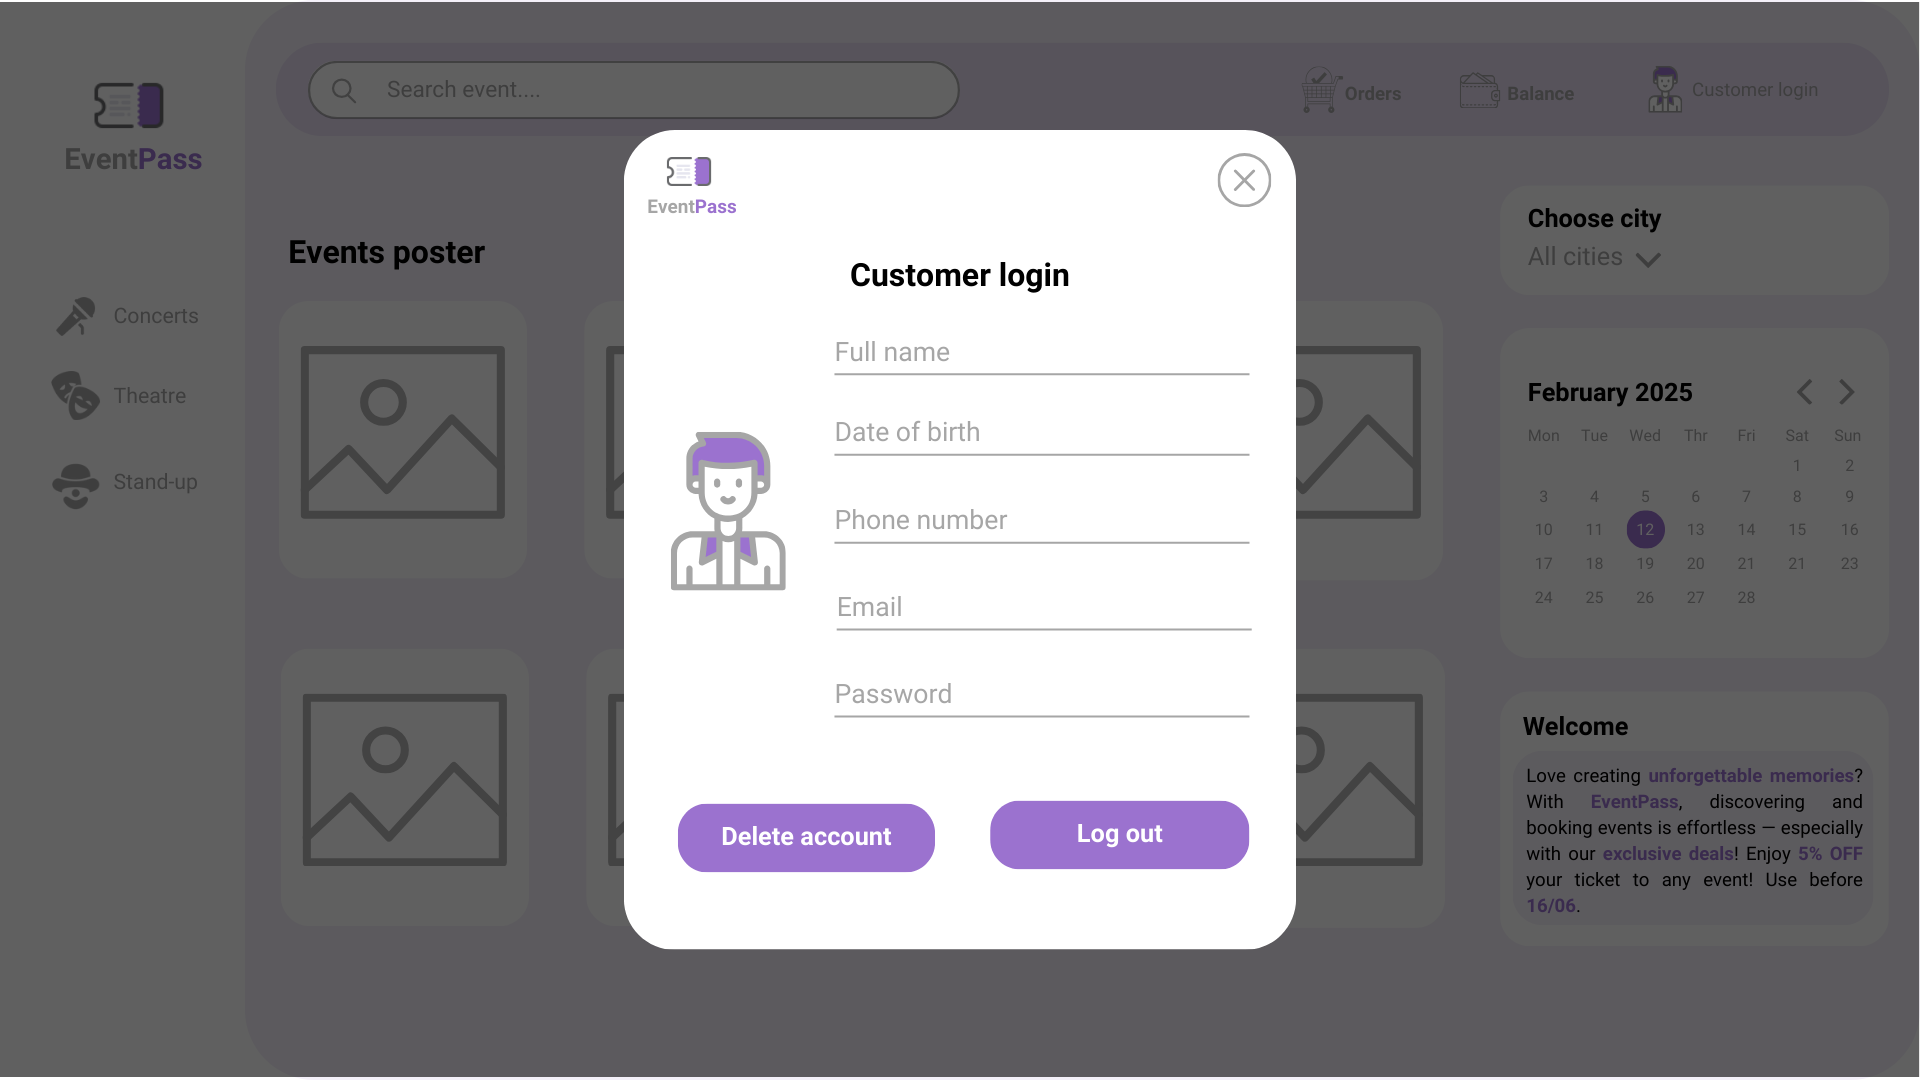 EventPass
Search event....
Orders
Balance
Customer login
Concerts
Theatre
Stand-up
Events poster
EventPass
Customer login
Full name
Date of birth
Phone number
Email
Password
Delete account
Log out
Choose city
All cities
February 2025
Mon Tue Wed Thr Fri Sat Sun
1 2
3 4 5 6 7 8 9
10 11 12 13 14 15 16
17 18 19 20 21 21 23
24 25 26 27 28
Welcome
Love creating unforgettable memories?
With EventPass, discovering and
booking events is effortless — especially
with our exclusive deals! Enjoy 5% OFF
your ticket to any event! Use before
16/06.